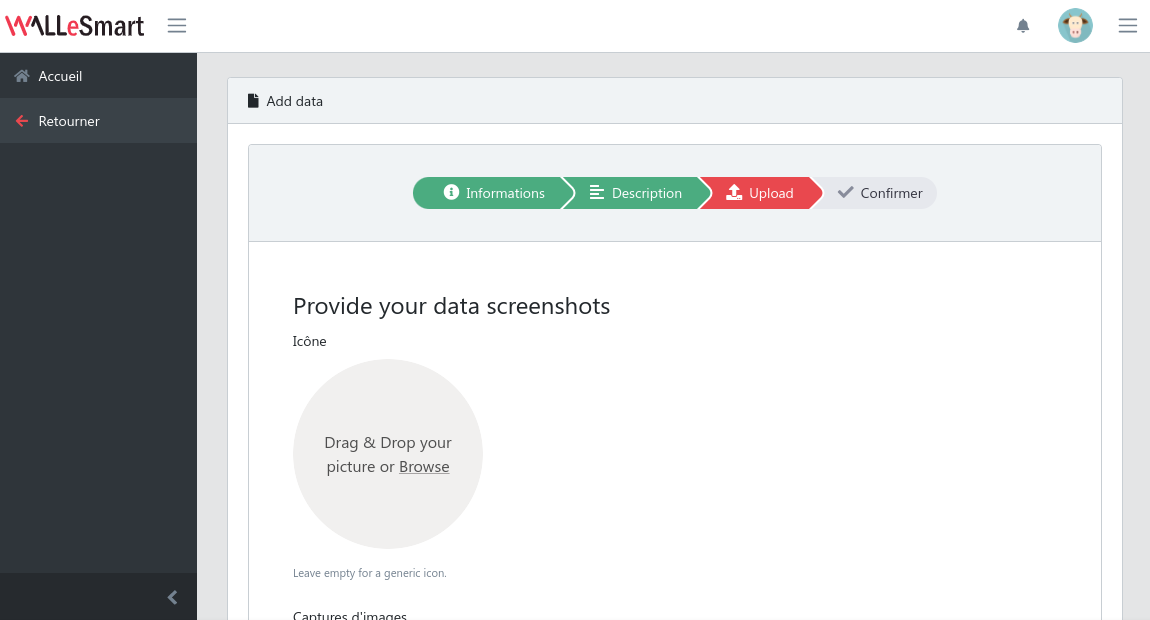 WALLeSmart
Accueil
Retourner
Add data
Informations
Description
Upload
Confirmer
Provide your data screenshots
Icône
Drag & Drop your
picture or Browse
Leave empty for a generic icon.
Captures d'images